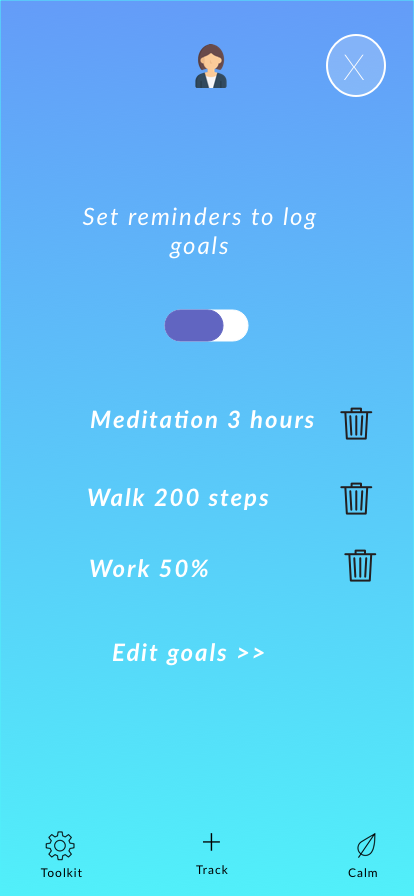 X
Set reminders to log
goals
Meditation 3 hours
Walk 200 steps
Work 50%
Edit goals >>
Toolkit
Track
Calm